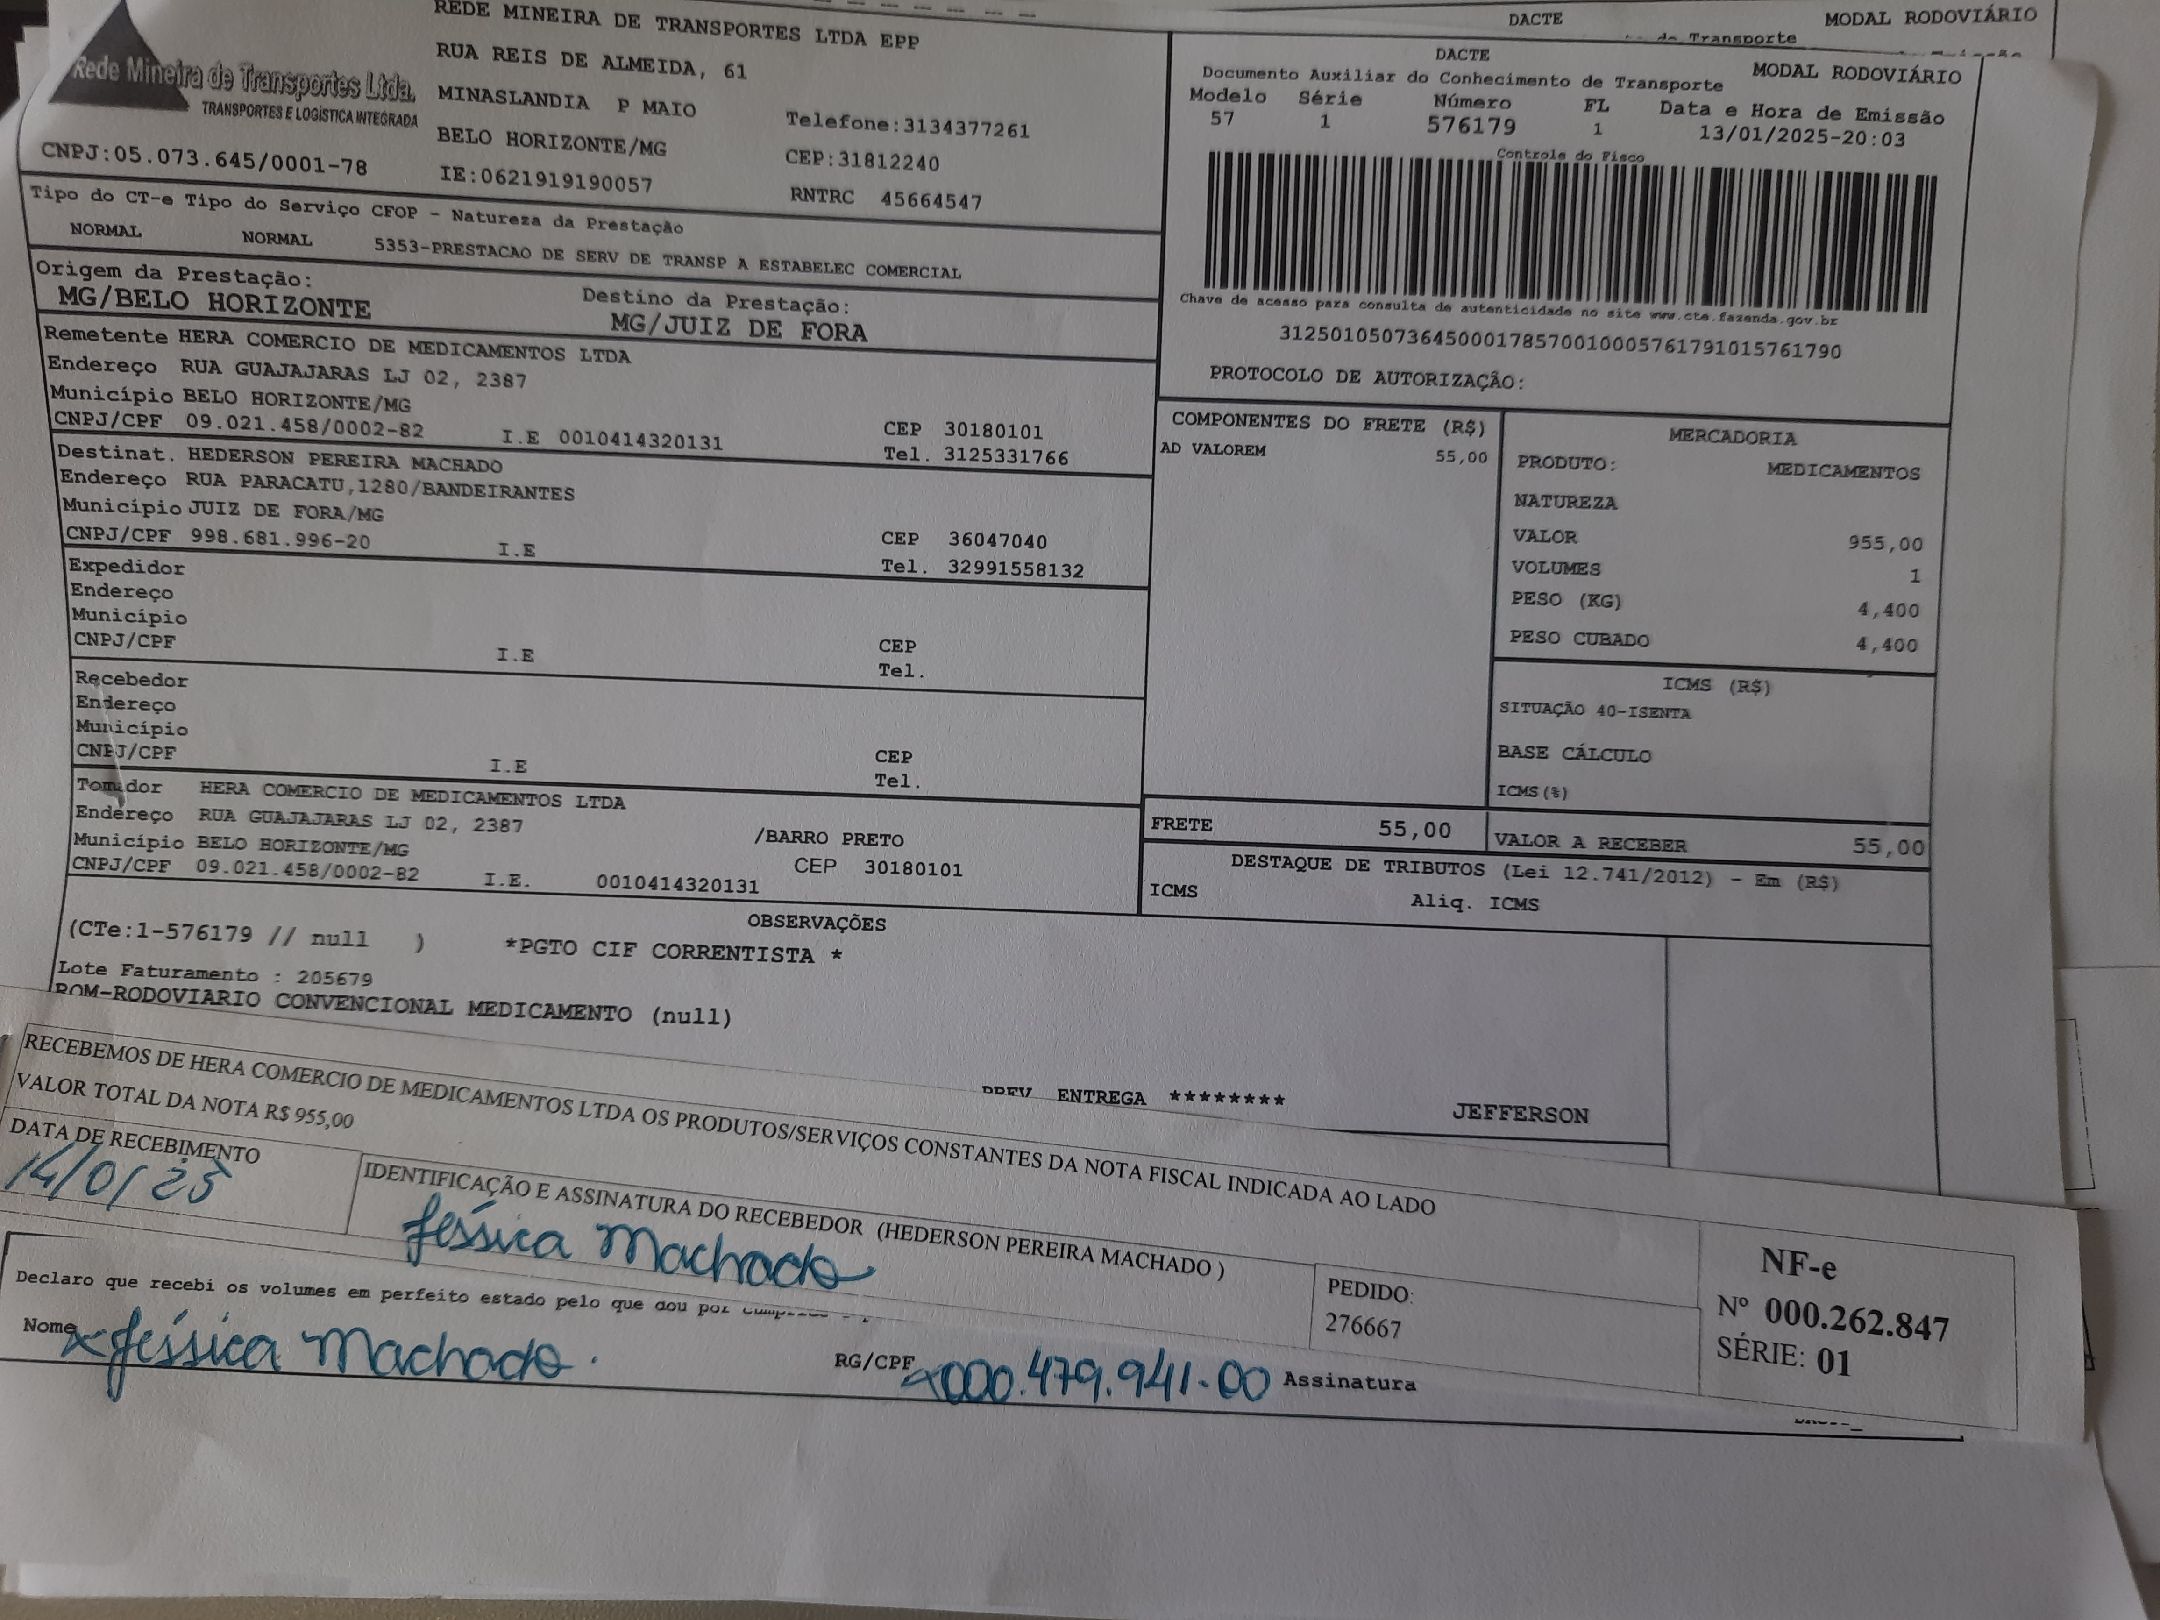 DACTE
MODAL RODOVIÁRIO
de Transporte
Rede Mineira de Transportes Ltda.
TRANSPORTES E LOGÍSTICA INTEGRADA
CNPJ:05.073.645/0001-78
REDE MINEIRA DE TRANSPORTES LTDA EPP
RUA REIS DE ALMEIDA, 61
MINASLANDIA P MAIO
BELO HORIZONTE/MG
IE:0621919190057
Telefone:3134377261
CEP:31812240
RNTRC 45664547
DACTE
Documento Auxiliar do Conhecimento de Transporte
MODAL RODOVIÁRIO
Modelo Série Número FL Data e Hora de Emissão
57 1 576179 1 13/01/2025-20:03
Controle do Fisco
Chave de acesso para consulta de autenticidade no site www.cte.fazenda.gov.br
31250105073645000178570010005761791015761790
PROTOCOLO DE AUTORIZAÇÃO:
Tipo do CT-e Tipo do Serviço CFOP - Natureza da Prestação
NORMAL NORMAL 5353-PRESTACAO DE SERV DE TRANSP A ESTABELEC COMERCIAL
Origem da Prestação: Destino da Prestação:
MG/BELO HORIZONTE MG/JUIZ DE FORA
Remetente HERA COMERCIO DE MEDICAMENTOS LTDA
Endereço RUA GUAJAJARAS LJ 02, 2387
Município BELO HORIZONTE/MG CEP 30180101
CNPJ/CPF 09.021.458/0002-82 I.E 0010414320131 Tel. 3125331766
Destinat. HEDERSON PEREIRA MACHADO
Endereço RUA PARACATU,1280/BANDEIRANTES
Município JUIZ DE FORA/MG CEP 36047040
CNPJ/CPF 998.681.996-20 I.E Tel. 32991558132
Expedidor
Endereço
Município CEP
CNPJ/CPF I.E Tel.
Recebedor
Endereço
Município CEP
CNPJ/CPF I.E Tel.
Tomador HERA COMERCIO DE MEDICAMENTOS LTDA
Endereço RUA GUAJAJARAS LJ 02, 2387 /BARRO PRETO
Município BELO HORIZONTE/MG CEP 30180101
CNPJ/CPF 09.021.458/0002-82 I.E. 0010414320131
COMPONENTES DO FRETE (R$)
AD VALOREM 55,00
MERCADORIA
PRODUTO: MEDICAMENTOS
NATUREZA
VALOR 955,00
VOLUMES 1
PESO (KG) 4,400
PESO CUBADO 4,400
ICMS (R$)
SITUAÇÃO 40-ISENTA
BASE CÁLCULO
ICMS(%)
FRETE 55,00 VALOR A RECEBER 55,00
DESTAQUE DE TRIBUTOS (Lei 12.741/2012) - Em (R$)
ICMS Aliq. ICMS
OBSERVAÇÕES
(CTe:1-576179 // null ) *PGTO CIF CORRENTISTA *
Lote Faturamento : 205679
ROM-RODOVIARIO CONVENCIONAL MEDICAMENTO (null)
PREV ENTREGA ******** JEFFERSON
RECEBEMOS DE HERA COMERCIO DE MEDICAMENTOS LTDA OS PRODUTOS/SERVIÇOS CONSTANTES DA NOTA FISCAL INDICADA AO LADO
VALOR TOTAL DA NOTA R$ 955,00
DATA DE RECEBIMENTO
14/01/25
IDENTIFICAÇÃO E ASSINATURA DO RECEBEDOR (HEDERSON PEREIRA MACHADO )
Jéssica Machado
PEDIDO:
276667
NF-e
Nº 000.262.847
SÉRIE: 01
Declaro que recebi os volumes em perfeito estado pelo que dou por
Nome x Jéssica Machado. RG/CPF x000.479.941-00 Assinatura